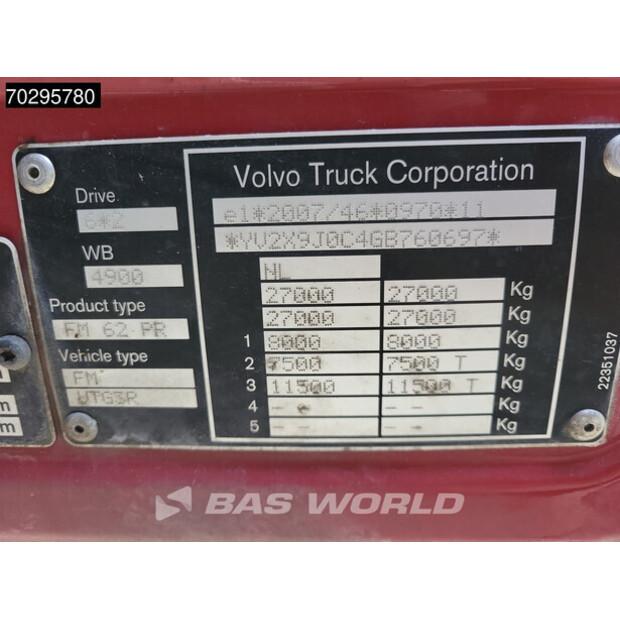 70295780
Volvo Truck Corporation
e1*2007/46*0970*11
*YV2X9J0C4GB760697*
Drive
6*2
WB
4900
Product type
FM 62 PR
Vehicle type
FM
VTG3R
NL
27000 27000 Kg
27000 27000 Kg
1 8000 8000 Kg
2 7500 7500 T Kg
3 11500 11500 T Kg
4 -- -- Kg
5 -- -- Kg
22351037
m
m
BAS WORLD